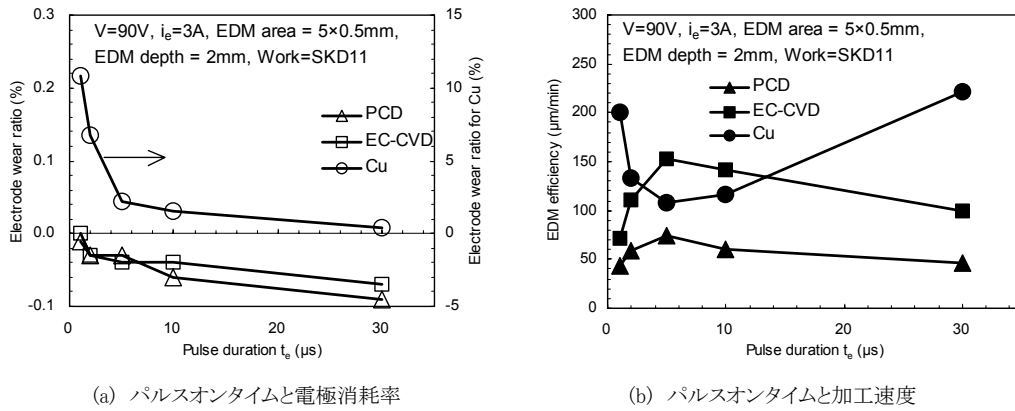 0.3
0.2
0.1
0.0
-0.1
Electrode wear ratio (%)
V=90V, ie=3A, EDM area = 5×0.5mm,
EDM depth = 2mm, Work=SKD11
PCD
EC-CVD
Cu
15
10
5
0
-5
Electrode wear ratio for Cu (%)
0 10 20 30
Pulse duration te (μs)
(a) パルスオンタイムと電極消耗率
300
250
200
150
100
50
0
EDM efficiency (μm/min)
V=90V, ie=3A, EDM area = 5×0.5mm,
EDM depth = 2mm, Work=SKD11
PCD
EC-CVD
Cu
0 10 20 30
Pulse duration te (μs)
(b) パルスオンタイムと加工速度